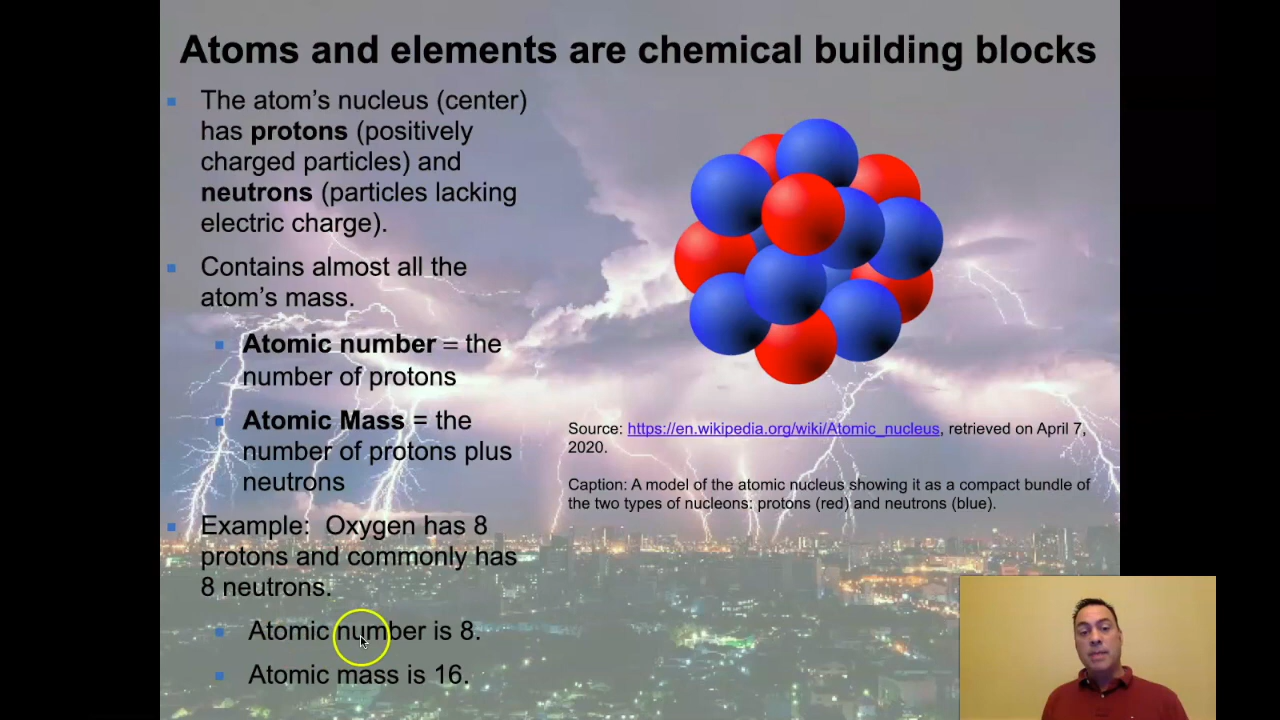 Atoms and elements are chemical building blocks
The atom's nucleus (center)
has protons (positively
charged particles) and
neutrons (particles lacking
electric charge).
Contains almost all the
atom's mass.
Atomic number = the
number of protons
Atomic Mass = the
number of protons plus
neutrons
Example:  Oxygen has 8
protons and commonly has
8 neutrons.
Atomic number is 8.
Atomic mass is 16.
Source: https://en.wikipedia.org/wiki/Atomic_nucleus, retrieved on April 7,
2020.
Caption: A model of the atomic nucleus showing it as a compact bundle of
the two types of nucleons: protons (red) and neutrons (blue).